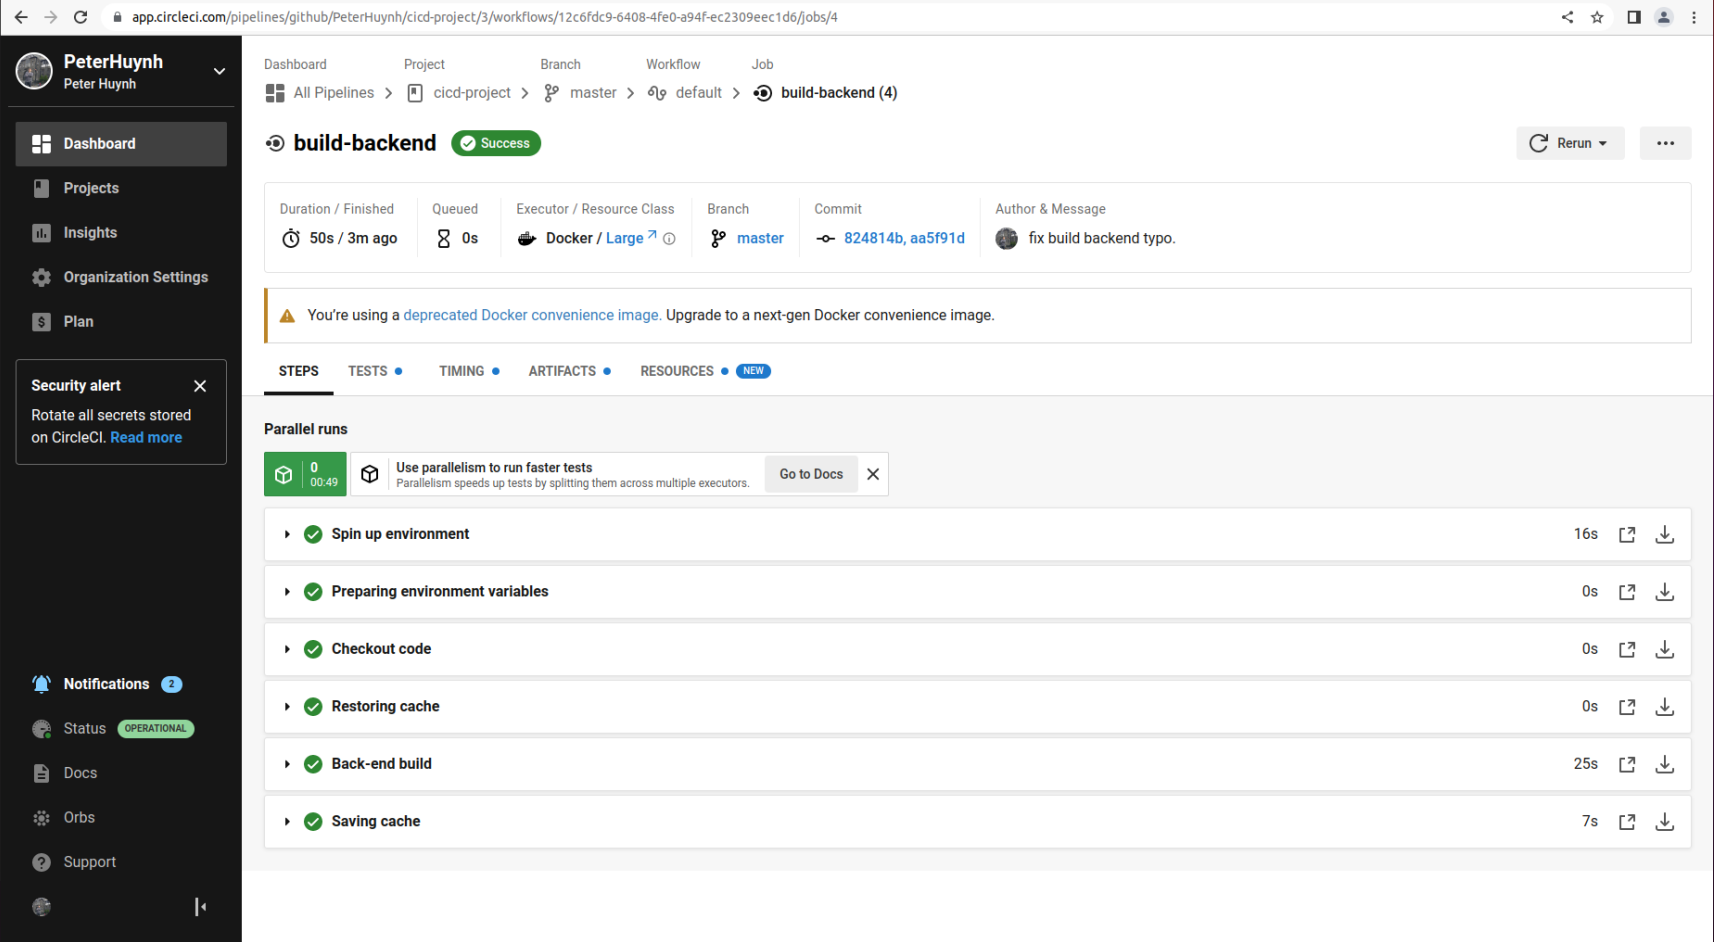 app.circleci.com/pipelines/github/PeterHuynh/cicd-project/3/workflows/12c6fdc9-6408-4fe0-a94f-ec2309eec1d6/jobs/4
PeterHuynh
Peter Huynh
Dashboard
Projects
Insights
Organization Settings
Plan
Security alert
Rotate all secrets stored
on CircleCI. Read more
Notifications 2
Status OPERATIONAL
Docs
Orbs
Support
Dashboard Project Branch Workflow Job
All Pipelines cicd-project master default build-backend (4)
build-backend Success
Rerun
Duration / Finished Queued Executor / Resource Class Branch Commit Author & Message
50s / 3m ago 0s Docker / Large master 824814b, aa5f91d fix build backend typo.
You're using a deprecated Docker convenience image. Upgrade to a next-gen Docker convenience image.
STEPS TESTS TIMING ARTIFACTS RESOURCES NEW
Parallel runs
0
00:49
Use parallelism to run faster tests
Parallelism speeds up tests by splitting them across multiple executors.
Go to Docs
Spin up environment 16s
Preparing environment variables 0s
Checkout code 0s
Restoring cache 0s
Back-end build 25s
Saving cache 7s